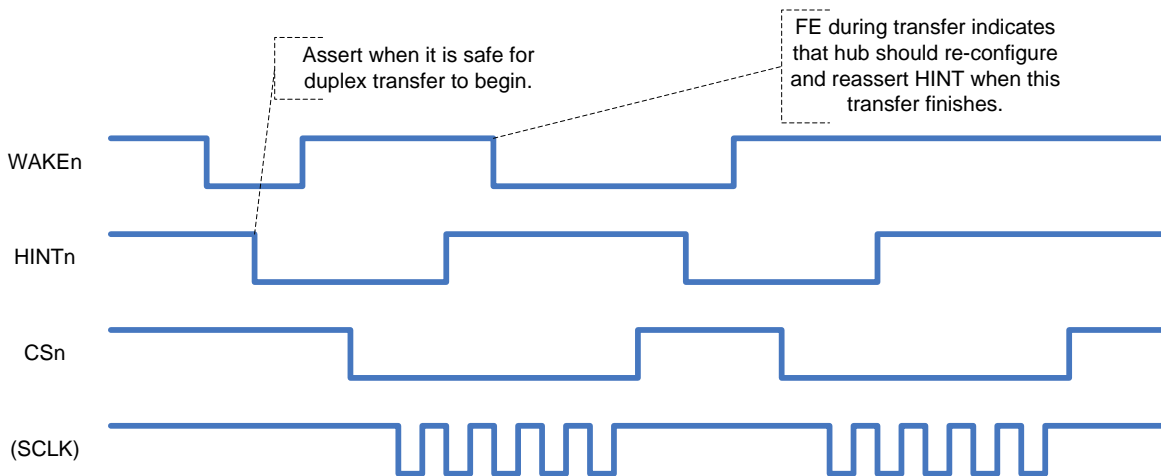 Assert when it is safe for
duplex transfer to begin.
FE during transfer indicates
that hub should re-configure
and reassert HINT when this
transfer finishes.
WAKEn
HINTn
CSn
(SCLK)